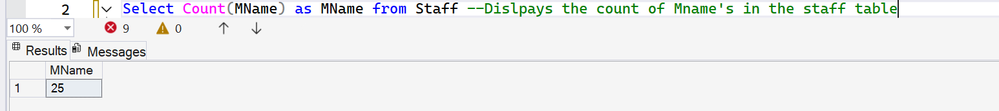 2 Select Count(MName) as MName from Staff --Dislpays the count of Mname's in the staff table
100 % 9 0
Results Messages
MName
1 25